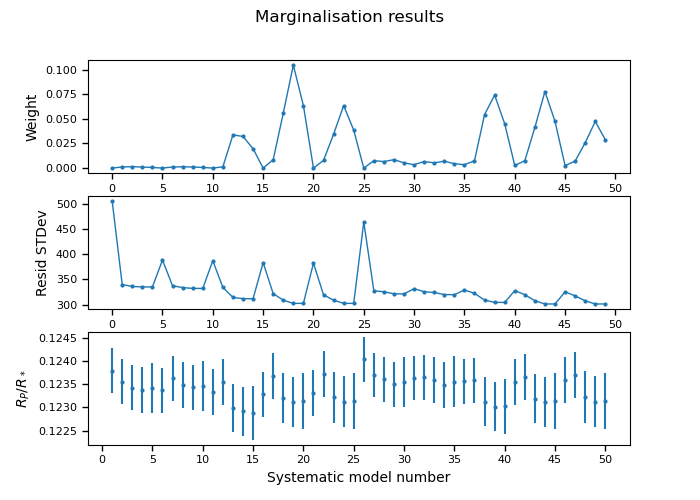 Marginalisation results
Weight
0.100
0.075
0.050
0.025
0.000
0 5 10 15 20 25 30 35 40 45 50
Resid STDev
500
450
400
350
300
0 5 10 15 20 25 30 35 40 45 50
R_P/R_*
0.1245
0.1240
0.1235
0.1230
0.1225
0 5 10 15 20 25 30 35 40 45 50
Systematic model number